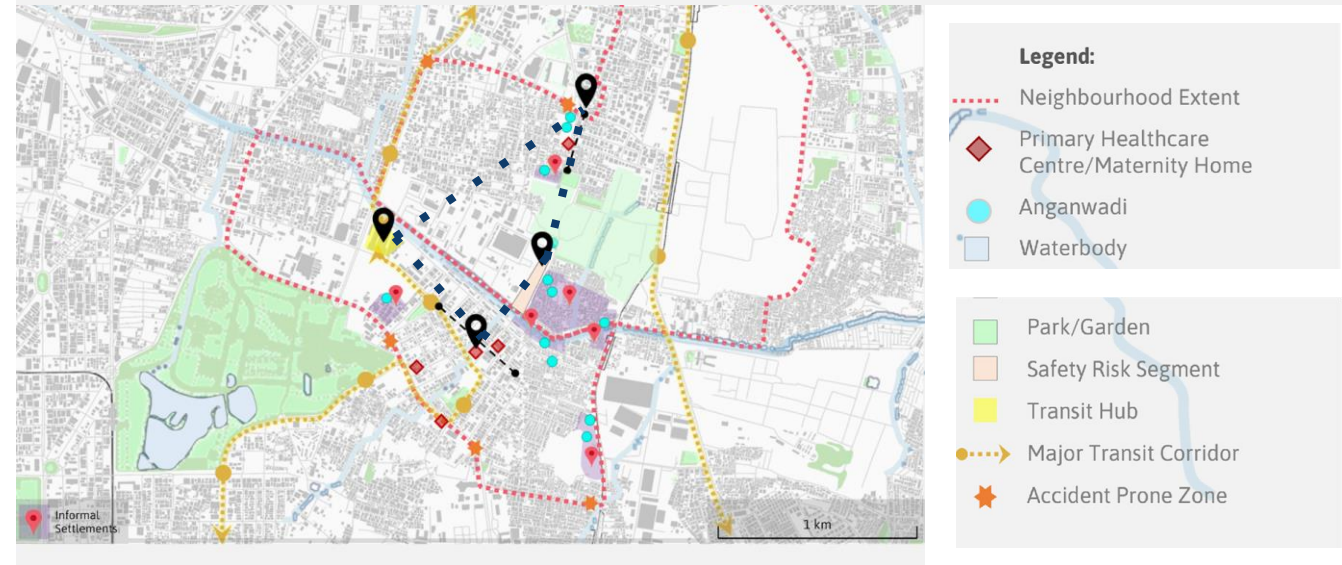 Legend:
Neighbourhood Extent
Primary Healthcare
Centre/Maternity Home
Anganwadi
Waterbody
Park/Garden
Safety Risk Segment
Transit Hub
Major Transit Corridor
Accident Prone Zone
Informal
Settlements
1 km